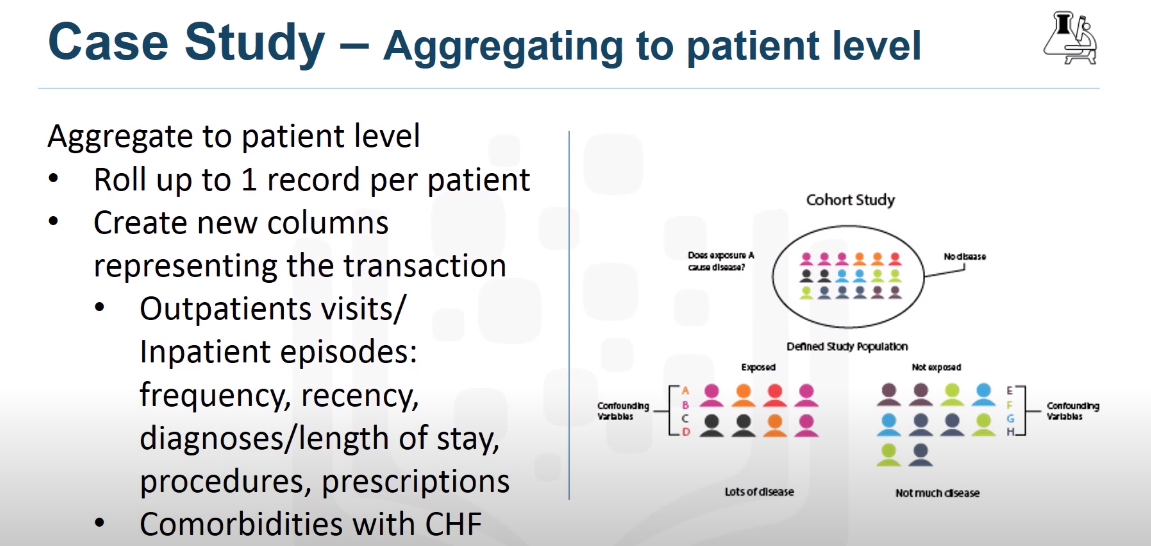 Case Study – Aggregating to patient level
Aggregate to patient level
• Roll up to 1 record per patient
• Create new columns
representing the transaction
• Outpatients visits/
Inpatient episodes:
frequency, recency,
diagnoses/length of stay,
procedures, prescriptions
• Comorbidities with CHF
Cohort Study
Does exposure A
cause disease?
No disease
Defined Study Population
Exposed
Not exposed
Confounding
Variables
A
B
C
D
E
F
G
H
Confounding
Variables
Lots of disease
Not much disease